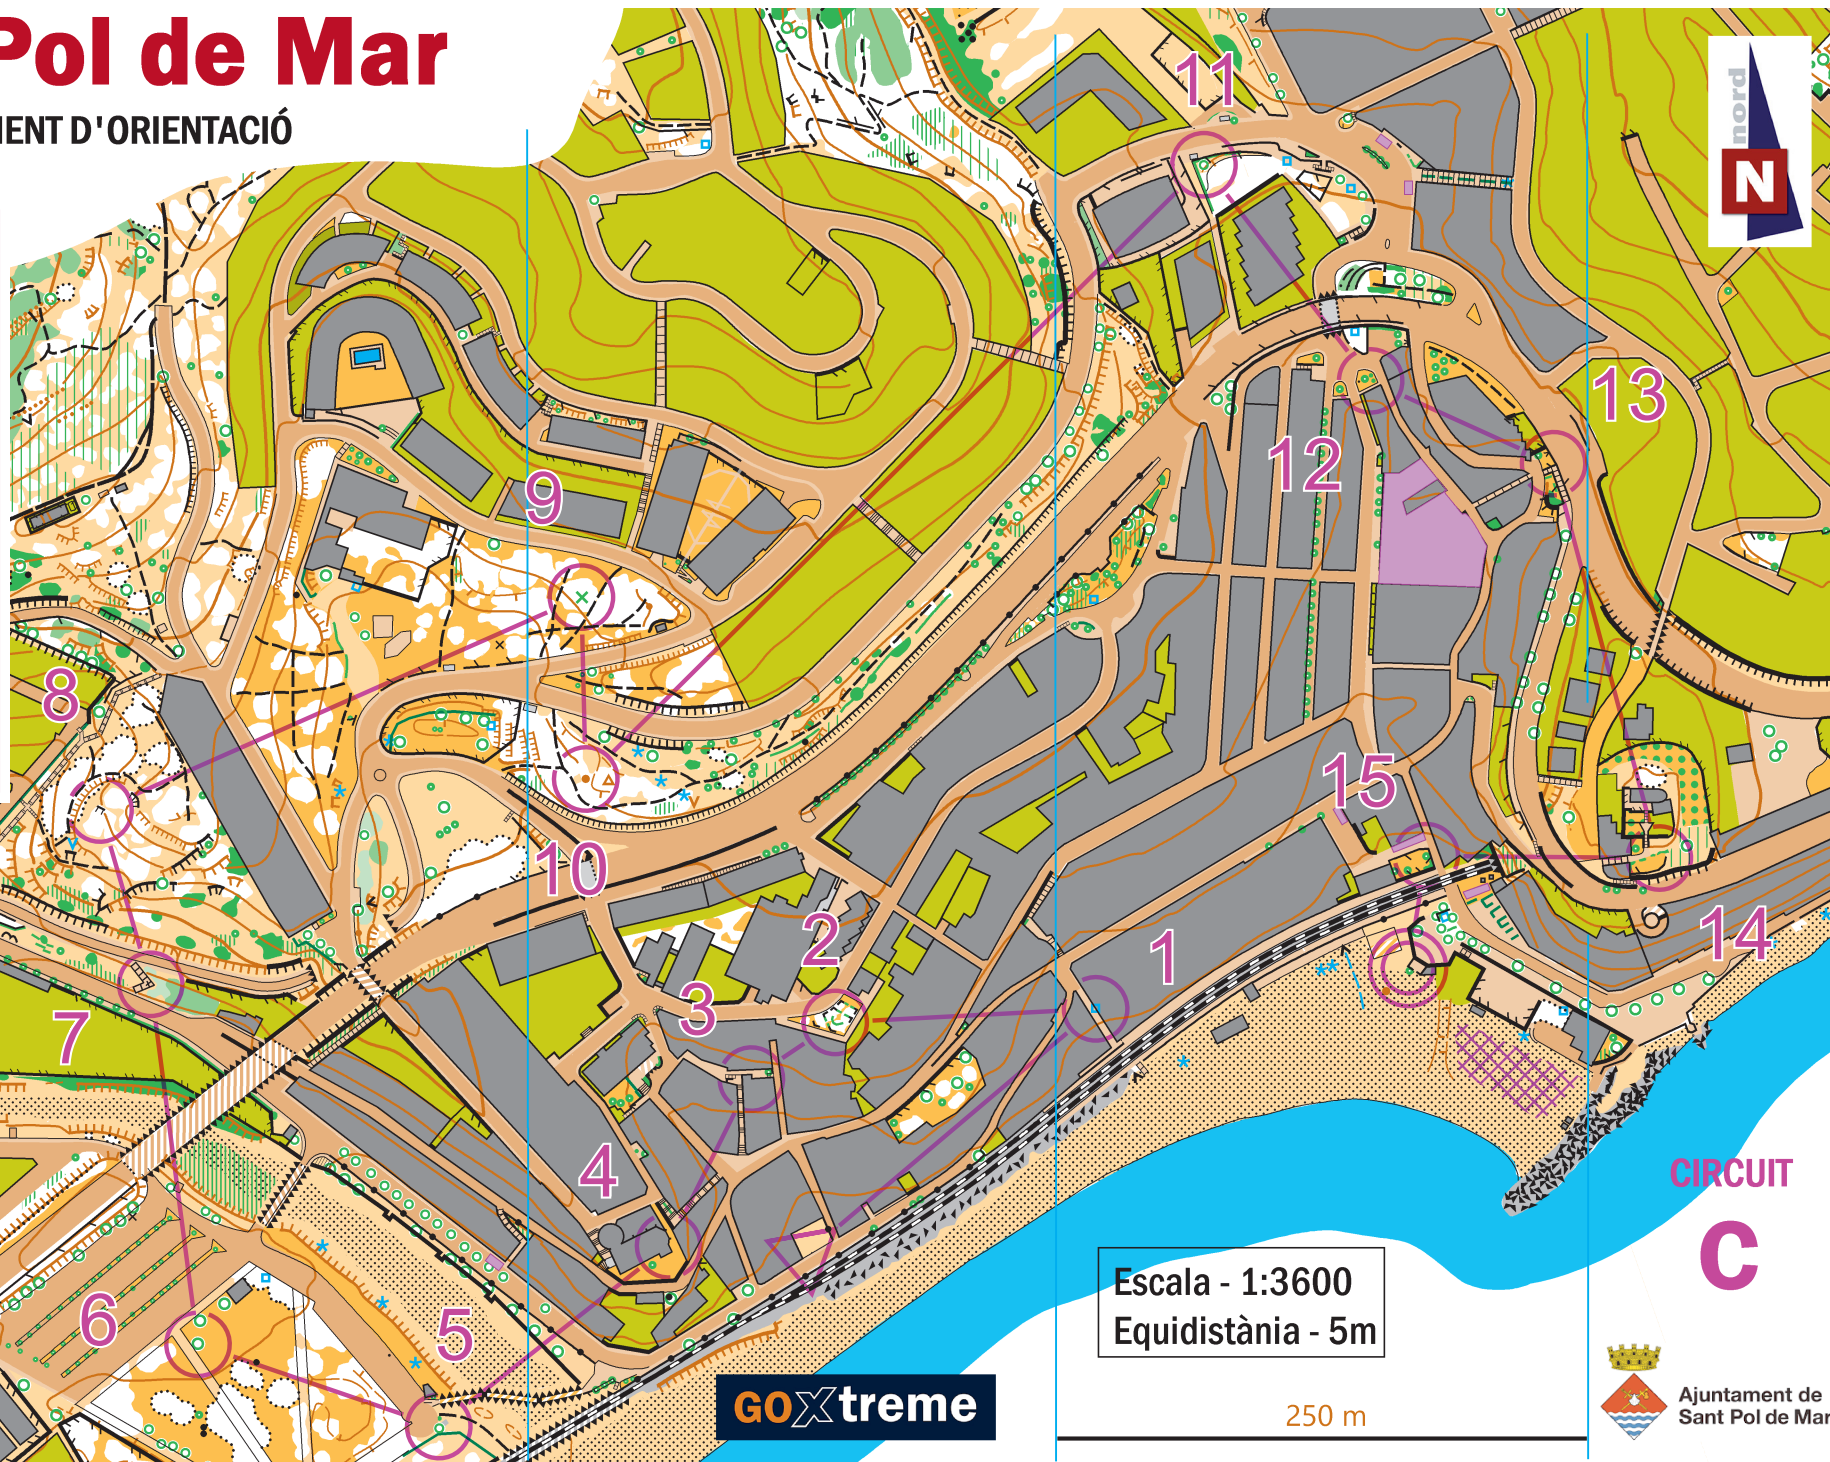 Pol de Mar
IENT D'ORIENTACIÓ
nord
N
11
13
12
9
8
15
10
14
2
1
3
7
4
6
5
CIRCUIT
C
Escala - 1:3600
Equidistània - 5m
GOXtreme
250 m
Ajuntament de
Sant Pol de Mar